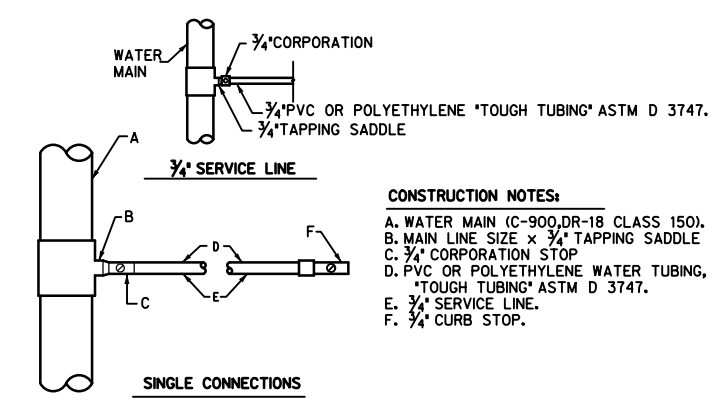 WATER
MAIN
3/4"CORPORATION
3/4"PVC OR POLYETHYLENE "TOUGH TUBING" ASTM D 3747.
3/4"TAPPING SADDLE
3/4" SERVICE LINE
A
B
C
D
E
F
SINGLE CONNECTIONS
CONSTRUCTION NOTES:
A. WATER MAIN (C-900,DR-18 CLASS 150).
B. MAIN LINE SIZE x 3/4" TAPPING SADDLE
C. 3/4" CORPORATION STOP
D. PVC OR POLYETHYLENE WATER TUBING,
"TOUGH TUBING" ASTM D 3747.
E. 3/4" SERVICE LINE.
F. 3/4" CURB STOP.